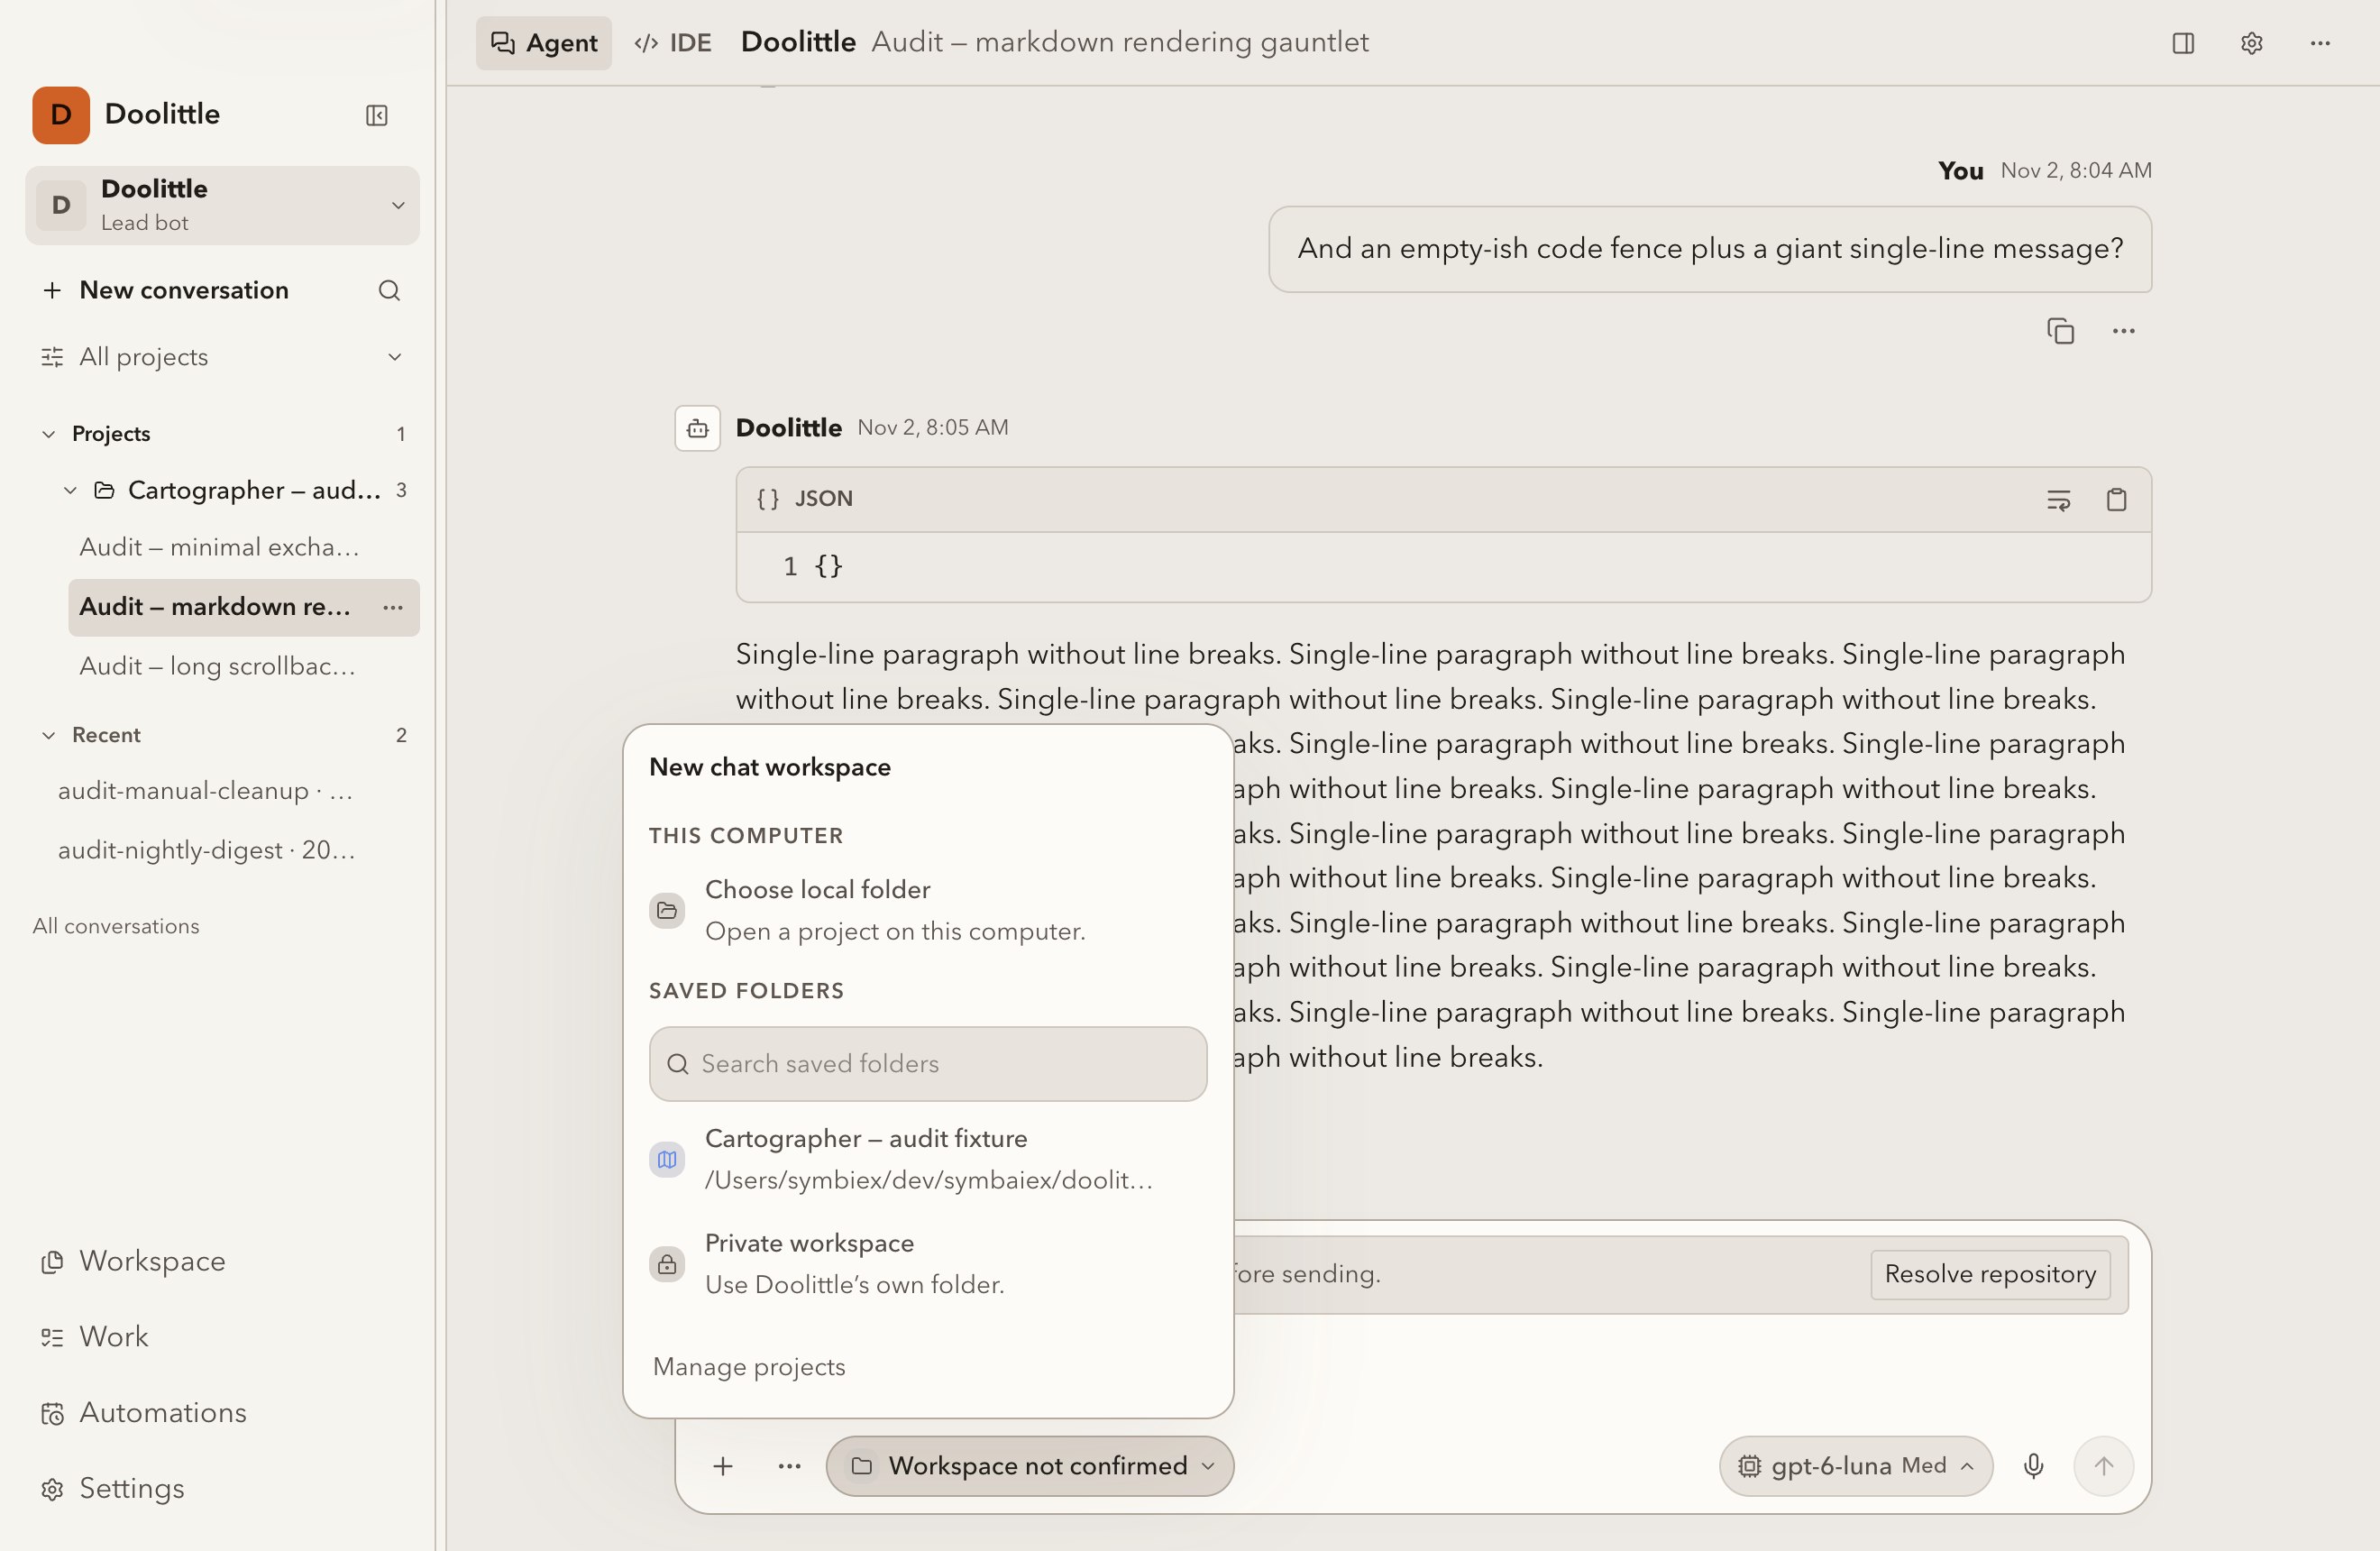 D Doolittle
D Doolittle
Lead bot
New conversation
All projects
Projects 1
Cartographer – aud... 3
Audit – minimal excha...
Audit – markdown re...
Audit – long scrollbac...
Recent 2
audit-manual-cleanup · ...
audit-nightly-digest · 20...
All conversations
Workspace
Work
Automations
Settings
Agent </> IDE Doolittle Audit – markdown rendering gauntlet
You Nov 2, 8:04 AM
And an empty-ish code fence plus a giant single-line message?
Doolittle Nov 2, 8:05 AM
{} JSON
1 {}
Single-line paragraph without line breaks. Single-line paragraph without line breaks. Single-line paragraph
without line breaks. Single-line paragraph without line breaks. Single-line paragraph without line breaks.
Single-line paragraph without line breaks. Single-line paragraph
without line breaks. Single-line paragraph without line breaks.
Single-line paragraph without line breaks. Single-line paragraph
without line breaks. Single-line paragraph without line breaks.
Single-line paragraph without line breaks. Single-line paragraph
without line breaks. Single-line paragraph without line breaks.
Single-line paragraph without line breaks. Single-line paragraph
without line breaks.
New chat workspace
THIS COMPUTER
Choose local folder
Open a project on this computer.
SAVED FOLDERS
Search saved folders
Cartographer – audit fixture
/Users/symbiex/dev/symbaiex/doolit...
Private workspace
Use Doolittle’s own folder.
Manage projects
sending.
Resolve repository
Workspace not confirmed
gpt-6-luna Med